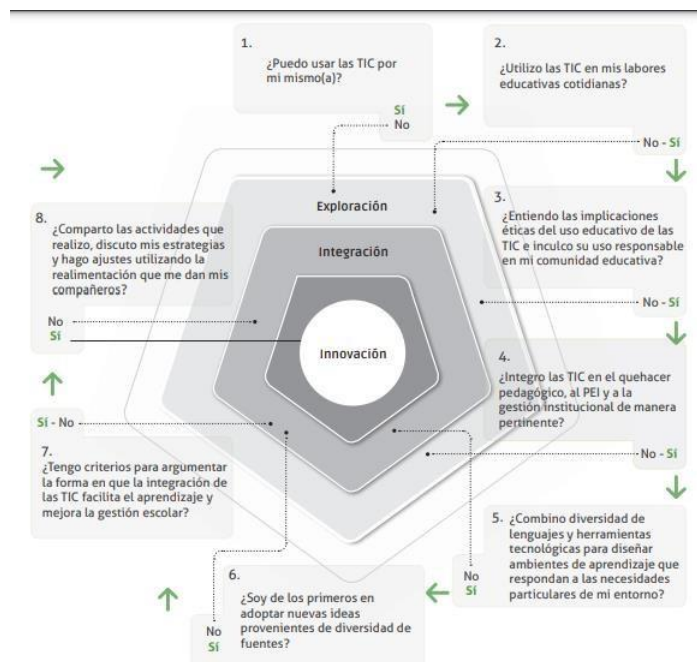 1.
¿Puedo usar las TIC por
mi mismo(a)?
Sí
No
2.
¿Utilizo las TIC en mis labores
educativas cotidianas?
No - Sí
3.
¿Entiendo las implicaciones
éticas del uso educativo de las
TIC e inculco su uso responsable
en mi comunidad educativa?
No - Sí
4.
¿Integro las TIC en el quehacer
pedagógico, al PEI y a la
gestión institucional de manera
pertinente?
No - Sí
5. ¿Combino diversidad de
lenguajes y herramientas
tecnológicas para diseñar
ambientes de aprendizaje que
respondan a las necesidades
particulares de mi entorno?
No
Sí
6.
¿Soy de los primeros en
adoptar nuevas ideas
provenientes de diversidad de
fuentes?
No
Sí
Sí - No
7.
¿Tengo criterios para argumentar
la forma en que la integración de
las TIC facilita el aprendizaje y
mejora la gestión escolar?
8.
¿Comparto las actividades que
realizo, discuto mis estrategias
y hago ajustes utilizando la
realimentación que me dan mis
compañeros?
No
Sí
Exploración
Integración
Innovación